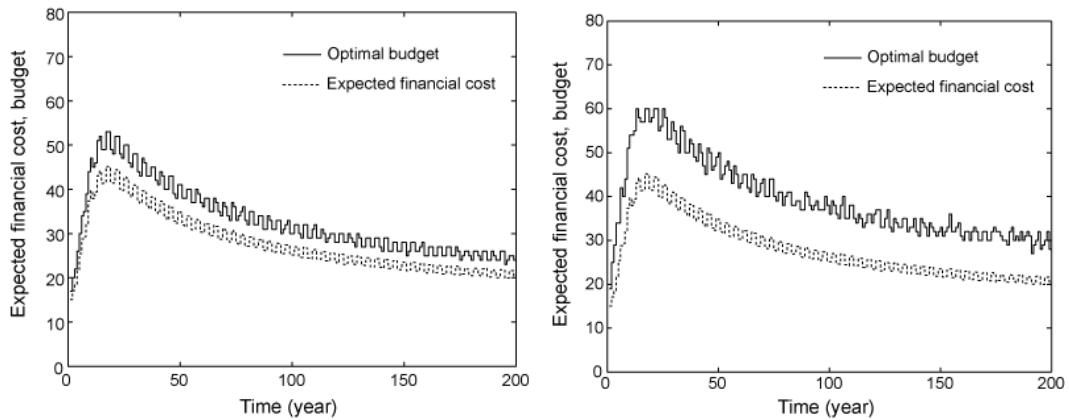 80
70
60
50
40
30
20
10
0
Expected financial cost, budget
Optimal budget
Expected financial cost
0 50 100 150 200
Time (year)
80
70
60
50
40
30
20
10
0
Expected financial cost, budget
Optimal budget
Expected financial cost
0 50 100 150 200
Time (year)